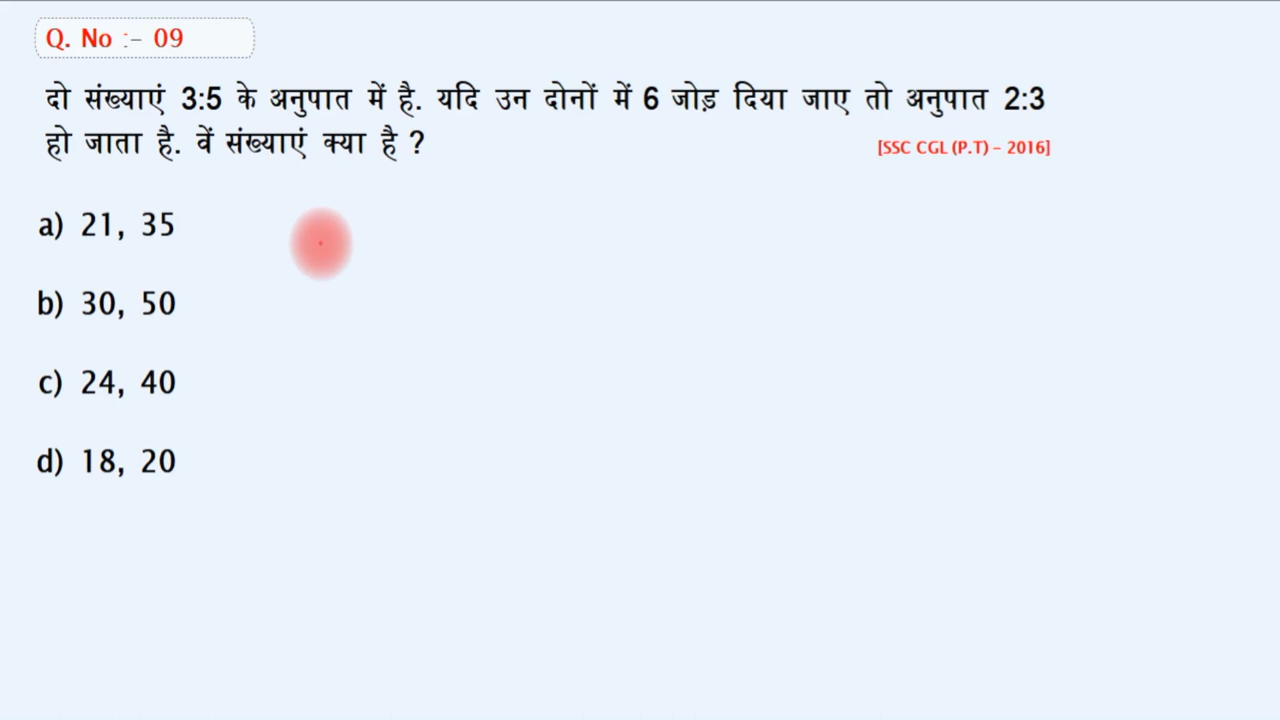 Q. No :- 09
दो संख्याएं 3:5 के अनुपात में है. यदि उन दोनों में 6 जोड़ दिया जाए तो अनुपात 2:3
हो जाता है. वें संख्याएं क्या है ?
[SSC CGL (P.T) – 2016]
a) 21, 35
b) 30, 50
c) 24, 40
d) 18, 20